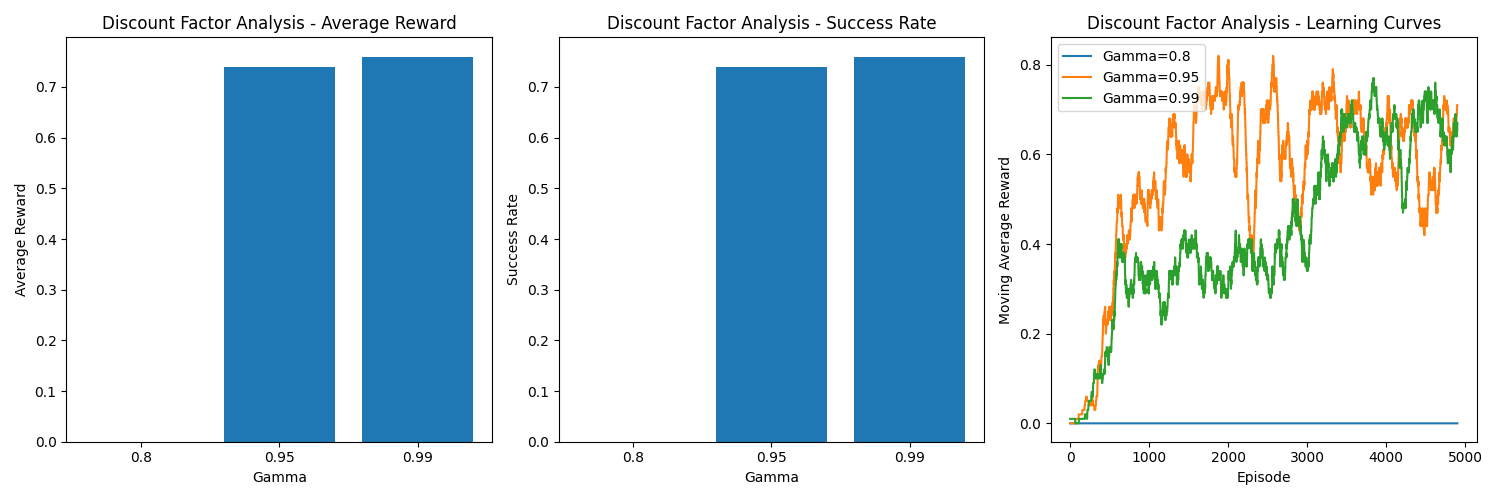 Discount Factor Analysis - Average Reward
Average Reward
0.7
0.6
0.5
0.4
0.3
0.2
0.1
0.0
0.8
0.95
0.99
Gamma
Discount Factor Analysis - Success Rate
Success Rate
0.7
0.6
0.5
0.4
0.3
0.2
0.1
0.0
0.8
0.95
0.99
Gamma
Discount Factor Analysis - Learning Curves
Gamma=0.8
Gamma=0.95
Gamma=0.99
Moving Average Reward
0.8
0.6
0.4
0.2
0.0
0
1000
2000
3000
4000
5000
Episode